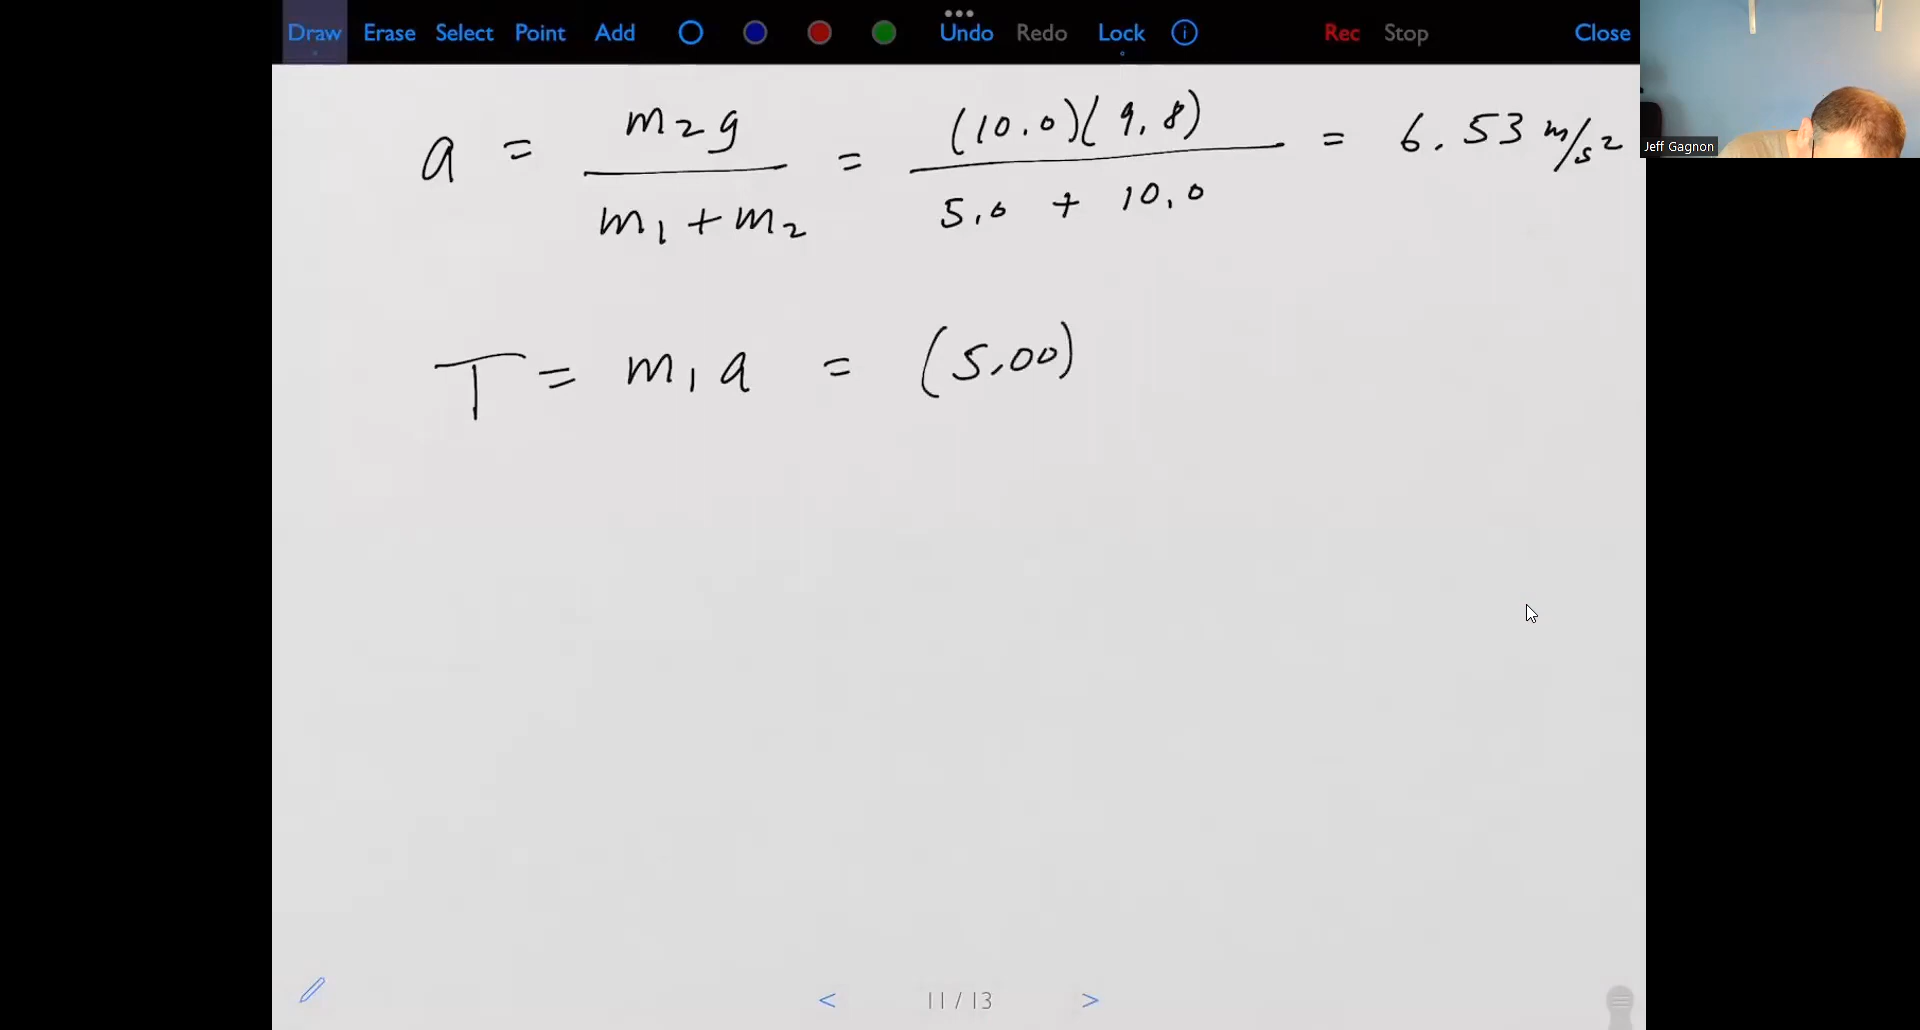 Draw Erase Select Point Add Undo Redo Lock Rec Stop Close
Jeff Gagnon
a = m₂g / (m₁ + m₂) = (10.0)(9.8) / (5.0 + 10.0) = 6.53 m/s²
T = m₁a = (5.00)
< 11 / 13 >